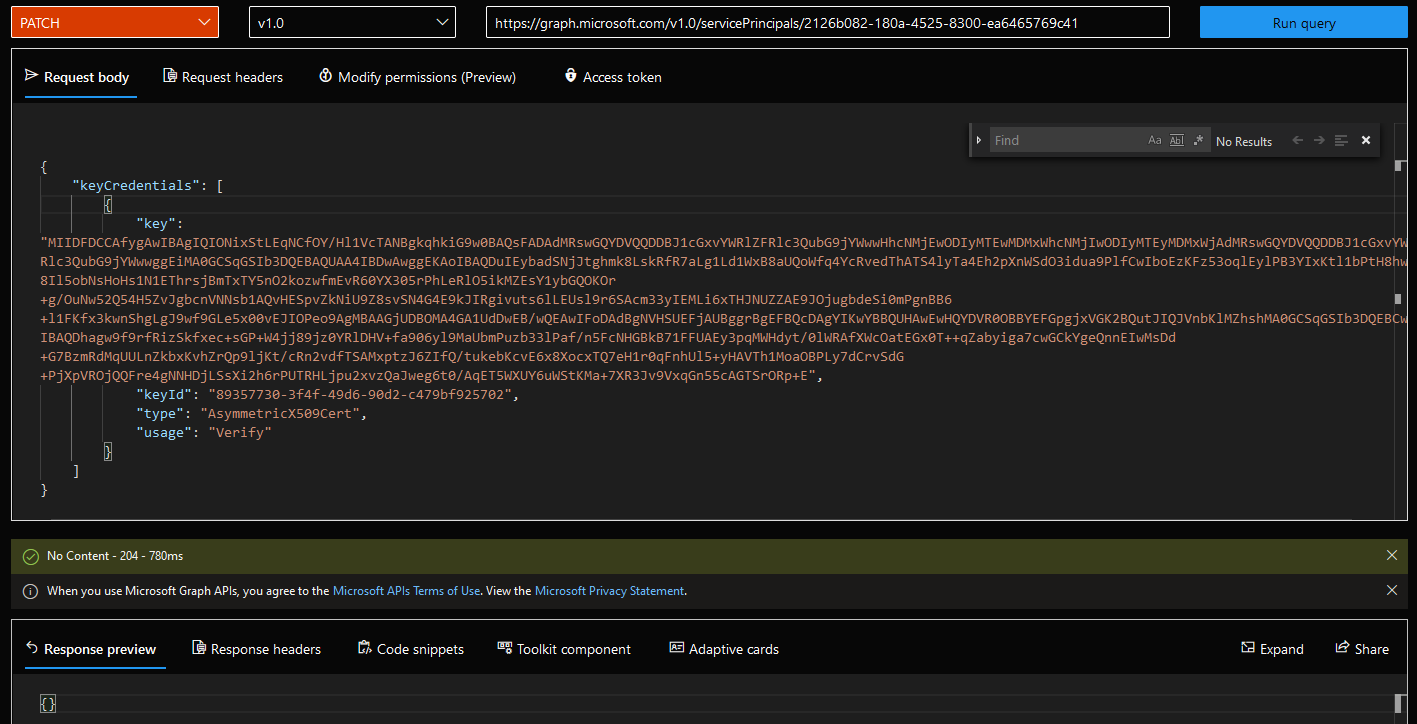 PATCH
v1.0
https://graph.microsoft.com/v1.0/servicePrincipals/2126b082-180a-4525-8300-ea6465769c41
Run query
Request body
Request headers
Modify permissions (Preview)
Access token
Find
Aa
Abl
.*
No Results
{
"keyCredentials": [
{
"key":
"MIIDFDCCAfygAwIBAgIQIONixStLEqNCfOY/Hl1VcTANBgkqhkiG9w0BAQsFADAdMRswGQYDVQQDDBJ1cGxvYWRlZFRlc3QubG9jYWwwHhcNMjEwODIyMTEwMDMxWhcNMjIwODIyMTEyMDMxWjAdMRswGQYDVQQDDBJ1cGxvYW
Rlc3QubG9jYWwwggEiMA0GCSqGSIb3DQEBAQUAA4IBDwAwggEKAoIBAQDuIEybadSNjJtghmk8LskRfR7aLg1Ld1WxB8aUQoWfq4YcRvedThATS4lyTa4Eh2pXnWSdO3idua9PlfCwIboEzKFz53oqlEylPB3YIxKtl1bPtH8hw
8Il5obNsHoHs1N1EThrsjBmTxTY5nO2kozwfmEvR60YX305rPhLeRlO5ikMZEsY1ybGQOKOr
+g/OuNw52Q54H5ZvJgbcnVNNsb1AQvHESpvZkNiU9Z8svSN4G4E9kJIRgivuts6lLEUsl9r6SAcm33yIEMLi6xTHJNUZZAE9JOjugbdeSi0mPgnBB6
+l1FKfx3kwnShgLgJ9wf9GLe5x00vEJIOPeo9AgMBAAGjUDBOMA4GA1UdDwEB/wQEAwIFoDAdBgNVHSUEFjAUBggrBgEFBQcDAgYIKwYBBQUHAwEwHQYDVR0OBBYEFGpgjxVGK2BQutJIQJVnbKlMZhshMA0GCSqGSIb3DQEBCw
IBAQDhagw9f9rfRizSkfxec+sGP+W4jj89jz0YRlDHV+fa906yl9MaUbmPuzb33lPaf/n5FcNHGBkB71FFUAEy3pqMWHdyt/0lWRAfXWcOatEGx0T++qZabyiga7cwGCkYgeQnnEIwMsDd
+G7BzmRdMqUULnZkbxKvhZrQp9ljKt/cRn2vdfTSAMxptzJ6ZIfQ/tukebKcvE6x8XocxTQ7eH1r0qFnhUl5+yHAVTh1MoaOBPLy7dCrvSdG
+PjXpVROjQQFre4gNNHDjLSsXi2h6rPUTRHLjpu2xvzQaJweg6t0/AqET5WXUY6uWStKMa+7XR3Jv9VxqGn55cAGTSrORp+E",
"keyId": "89357730-3f4f-49d6-90d2-c479bf925702",
"type": "AsymmetricX509Cert",
"usage": "Verify"
}
]
}
No Content - 204 - 780ms
When you use Microsoft Graph APIs, you agree to the Microsoft APIs Terms of Use. View the Microsoft Privacy Statement.
Response preview
Response headers
Code snippets
Toolkit component
Adaptive cards
Expand
Share
{}